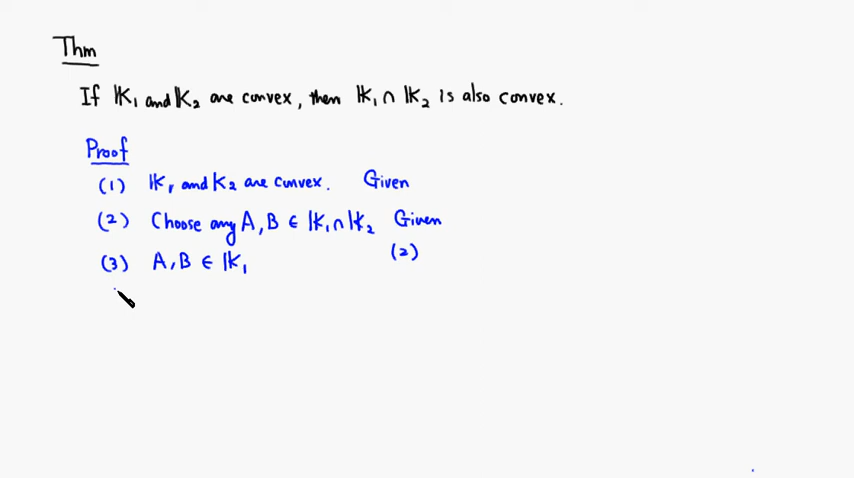 Thm
If 𝕂₁ and 𝕂₂ are convex, then 𝕂₁ ∩ 𝕂₂ is also convex.
Proof
(1) 𝕂₁ and 𝕂₂ are convex. Given
(2) Choose any A, B ∈ 𝕂₁ ∩ 𝕂₂ Given
(3) A, B ∈ 𝕂₁ (2)